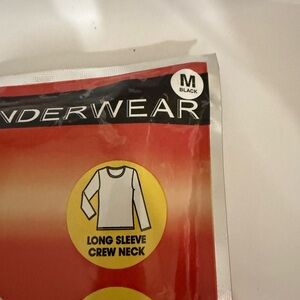 M
BLACK
NDERWEAR
LONG SLEEVE
CREW NECK